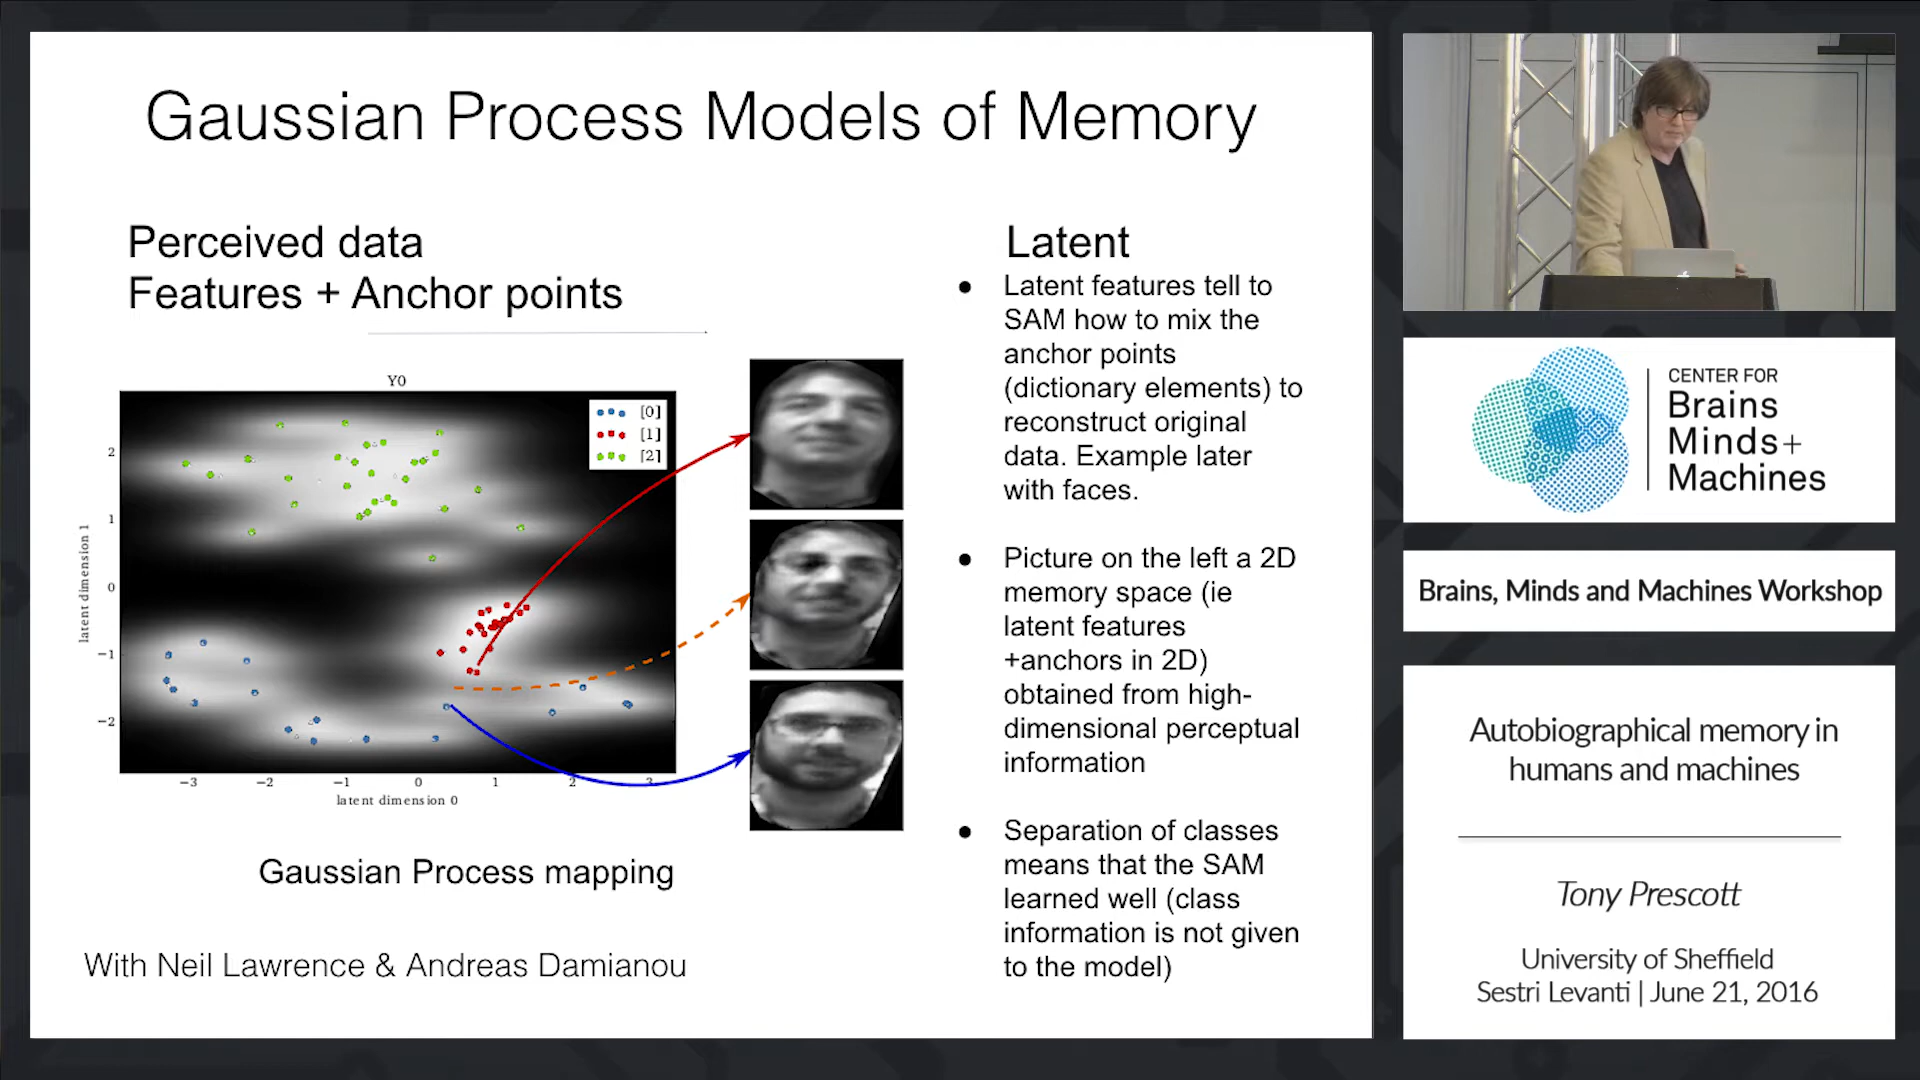 Gaussian Process Models of Memory
Perceived data
Features + Anchor points
Y0
[0]
[1]
[2]
2
1
0
−1
−2
latent dimension 1
−3
−2
−1
0
1
2
3
latent dimension 0
Gaussian Process mapping
With Neil Lawrence & Andreas Damianou
Latent
● Latent features tell to
SAM how to mix the
anchor points
(dictionary elements) to
reconstruct original
data. Example later
with faces.
● Picture on the left a 2D
memory space (ie
latent features
+anchors in 2D)
obtained from high-
dimensional perceptual
information
● Separation of classes
means that the SAM
learned well (class
information is not given
to the model)
CENTER FOR
Brains
Minds+
Machines
Brains, Minds and Machines Workshop
Autobiographical memory in
humans and machines
Tony Prescott
University of Sheffield
Sestri Levanti | June 21, 2016